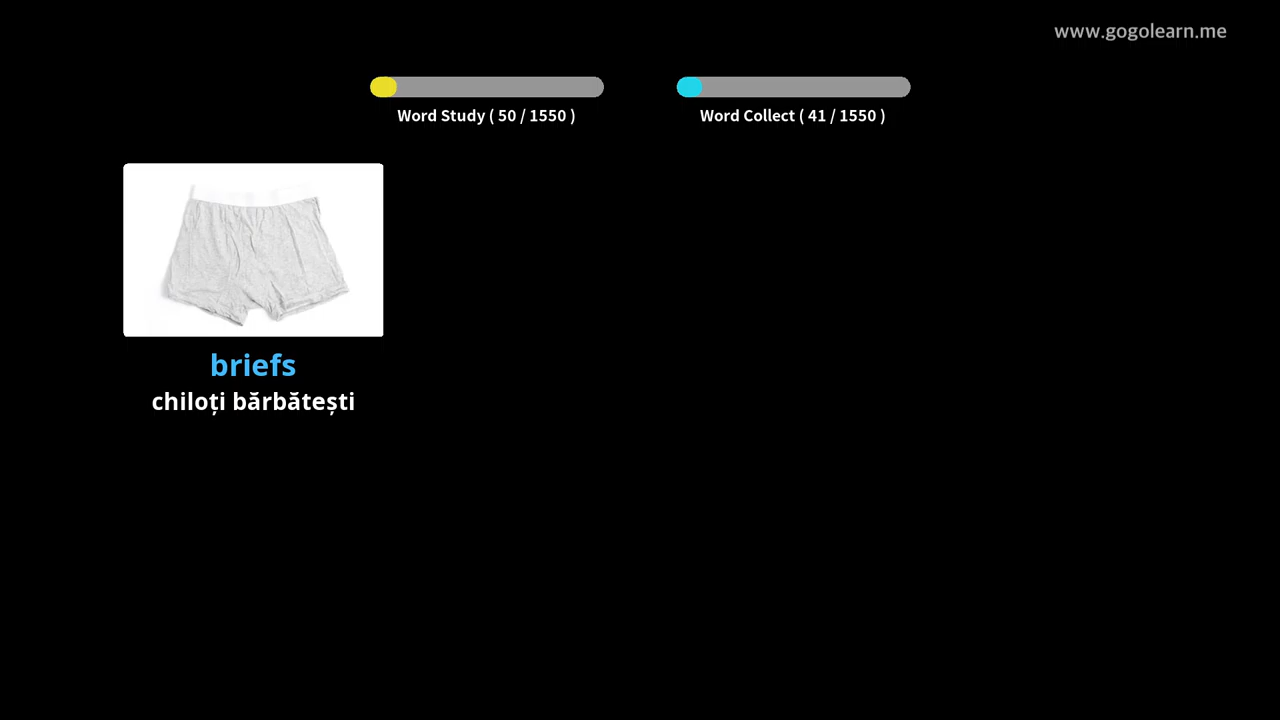 www.gogolearn.me
Word Study ( 50 / 1550 )
Word Collect ( 41 / 1550 )
briefs
chiloți bărbătești